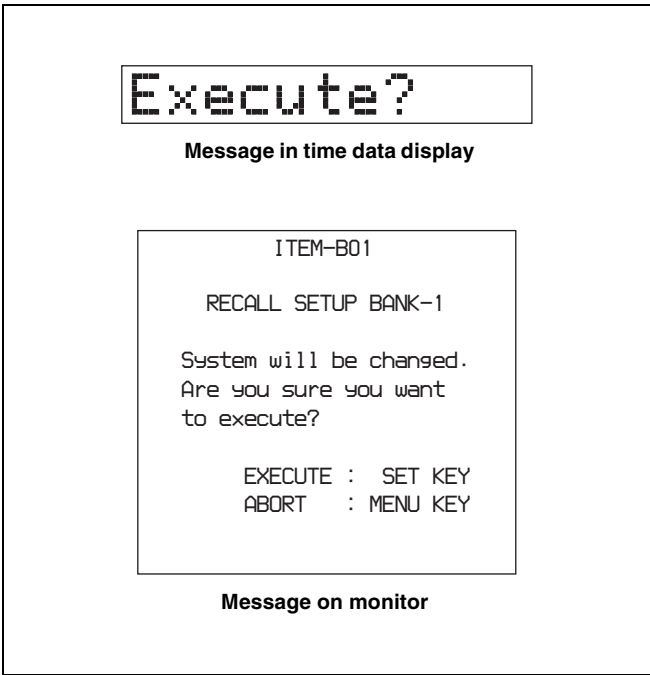 Execute?
Message in time data display
ITEM-B01
RECALL SETUP BANK-1
System will be changed.
Are you sure you want
to execute?
EXECUTE : SET KEY
ABORT : MENU KEY
Message on monitor